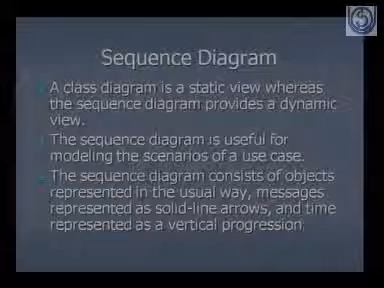 Sequence Diagram
A class diagram is a static view whereas
the sequence diagram provides a dynamic
view.
The sequence diagram is useful for
modeling the scenarios of a use case.
The sequence diagram consists of objects
represented in the usual way, messages
represented as solid-line arrows, and time
represented as a vertical progression